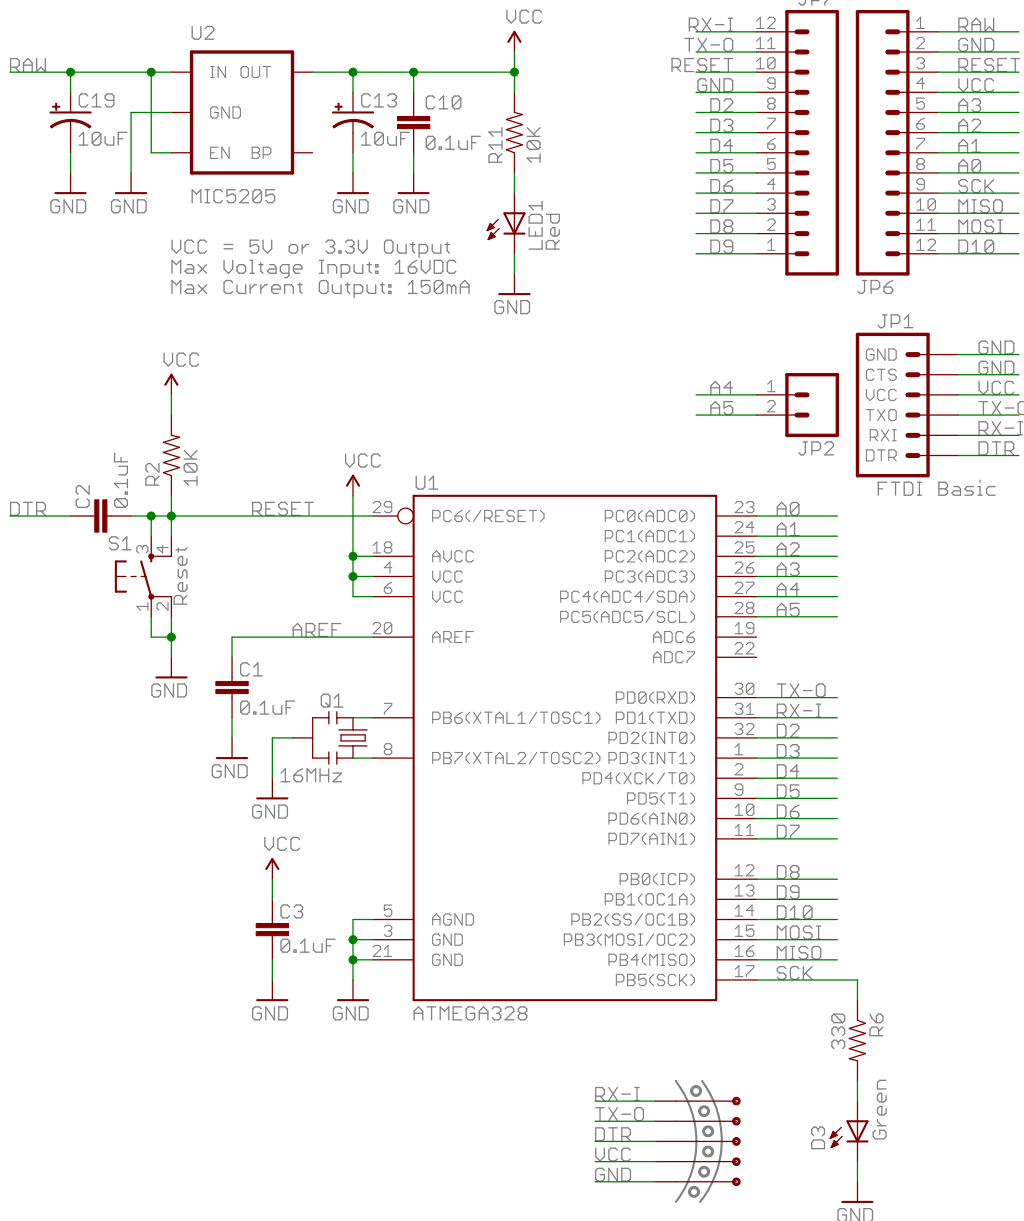 VCC
U2
RAW
IN OUT
GND
EN BP
MIC5205
C19
10uF
GND
GND
C13
10uF
GND
C10
0.1uF
GND
R11
10K
LED1
Red
GND
VCC = 5V or 3.3V Output
Max Voltage Input: 16VDC
Max Current Output: 150mA
JP7
RX-I 12
TX-O 11
RESET 10
GND 9
D2 8
D3 7
D4 6
D5 5
D6 4
D7 3
D8 2
D9 1
1 RAW
2 GND
3 RESET
4 VCC
5 A3
6 A2
7 A1
8 A0
9 SCK
10 MISO
11 MOSI
12 D10
JP6
JP1
GND GND
CTS GND
VCC VCC
TXO TX-O
RXI RX-I
DTR DTR
FTDI Basic
A4 1
A5 2
JP2
VCC
R2
10K
C2
0.1uF
DTR
RESET
S1
3 4
1 2
Reset
GND
VCC
U1
29 PC6(/RESET)
18 AVCC
4 VCC
6 VCC
AREF 20 AREF
C1
0.1uF
GND
Q1
16MHz
7 PB6(XTAL1/TOSC1)
8 PB7(XTAL2/TOSC2)
GND
VCC
C3
0.1uF
GND
5 AGND
3 GND
21 GND
GND
PC0(ADC0) 23 A0
PC1(ADC1) 24 A1
PC2(ADC2) 25 A2
PC3(ADC3) 26 A3
PC4(ADC4/SDA) 27 A4
PC5(ADC5/SCL) 28 A5
ADC6 19
ADC7 22
PD0(RXD) 30 TX-O
PD1(TXD) 31 RX-I
PD2(INT0) 32 D2
PD3(INT1) 1 D3
PD4(XCK/T0) 2 D4
PD5(T1) 9 D5
PD6(AIN0) 10 D6
PD7(AIN1) 11 D7
PB0(ICP) 12 D8
PB1(OC1A) 13 D9
PB2(SS/OC1B) 14 D10
PB3(MOSI/OC2) 15 MOSI
PB4(MISO) 16 MISO
PB5(SCK) 17 SCK
ATMEGA328
330
R6
D3
Green
GND
RX-I
TX-O
DTR
VCC
GND